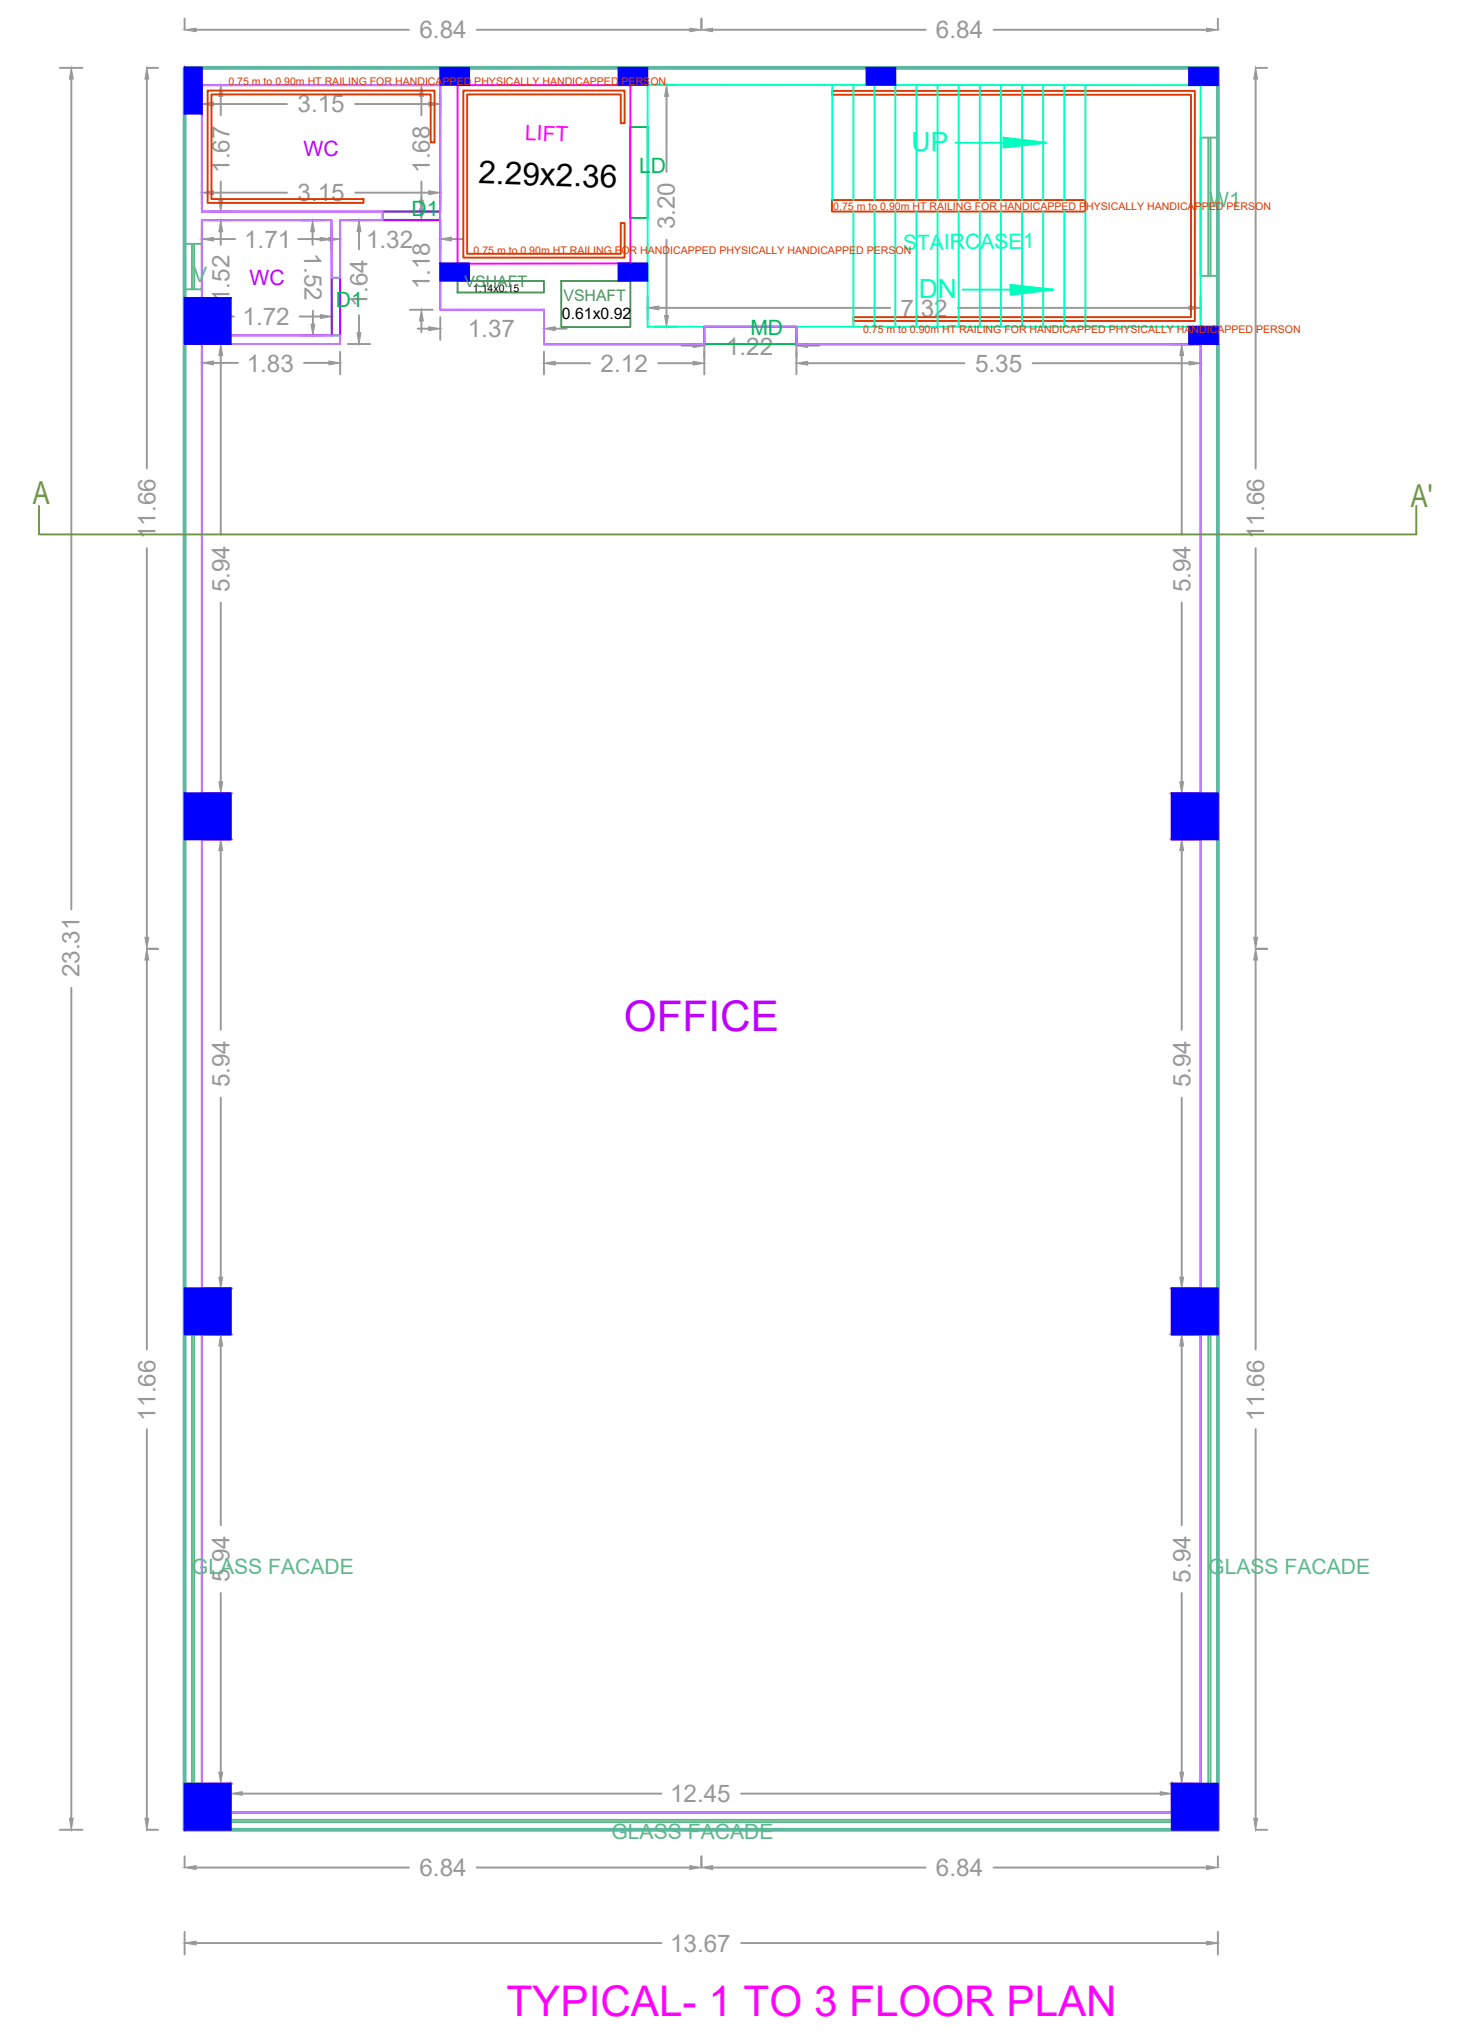 6.84
6.84
0.75 m to 0.90m HT RAILING FOR HANDICAPPED PHYSICALLY HANDICAPPED PERSON
3.15
1.67
WC
1.68
3.15
D1
LIFT
2.29x2.36
LD
3.20
UP
0.75 m to 0.90m HT RAILING FOR HANDICAPPED PHYSICALLY HANDICAPPED PERSON
W1
STAIRCASE1
1.71
1.32
0.75 m to 0.90m HT RAILING FOR HANDICAPPED PHYSICALLY HANDICAPPED PERSON
V
1.52
WC
1.52
1.64
1.18
D1
VSHAFT
1.14x0.15
VSHAFT
0.61x0.92
DN
7.32
1.72
1.37
MD
0.75 m to 0.90m HT RAILING FOR HANDICAPPED PHYSICALLY HANDICAPPED PERSON
1.22
1.83
2.12
5.35
A
11.66
11.66
A'
5.94
5.94
23.31
OFFICE
5.94
5.94
11.66
11.66
GLASS FACADE
5.94
5.94
GLASS FACADE
12.45
GLASS FACADE
6.84
6.84
13.67
TYPICAL- 1 TO 3 FLOOR PLAN